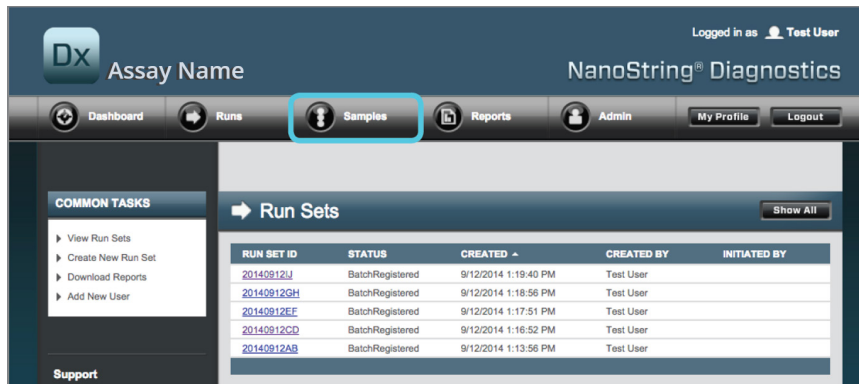 Logged in as Test User
Dx Assay Name
NanoString® Diagnostics
Dashboard Runs Samples Reports Admin My Profile Logout
COMMON TASKS
View Run Sets
Create New Run Set
Download Reports
Add New User
Support
Run Sets Show All
RUN SET ID STATUS CREATED CREATED BY INITIATED BY
20140912IJ BatchRegistered 9/12/2014 1:19:40 PM Test User
20140912GH BatchRegistered 9/12/2014 1:18:56 PM Test User
20140912EF BatchRegistered 9/12/2014 1:17:51 PM Test User
20140912CD BatchRegistered 9/12/2014 1:16:52 PM Test User
20140912AB BatchRegistered 9/12/2014 1:13:56 PM Test User